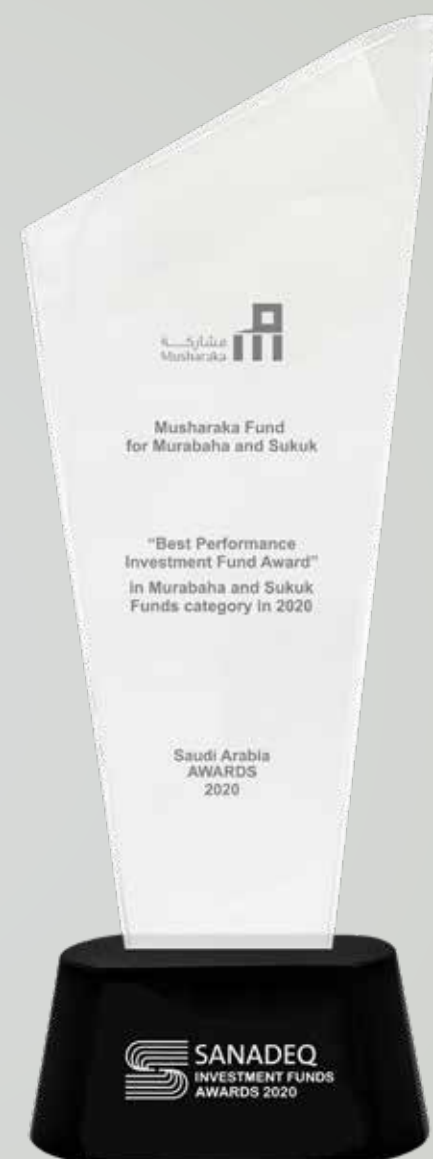 مشاركة
Musharaka
Musharaka Fund
for Murabaha and Sukuk
“Best Performance
Investment Fund Award”
in Murabaha and Sukuk
Funds category in 2020
Saudi Arabia
AWARDS
2020
SANADEQ
INVESTMENT FUNDS
AWARDS 2020